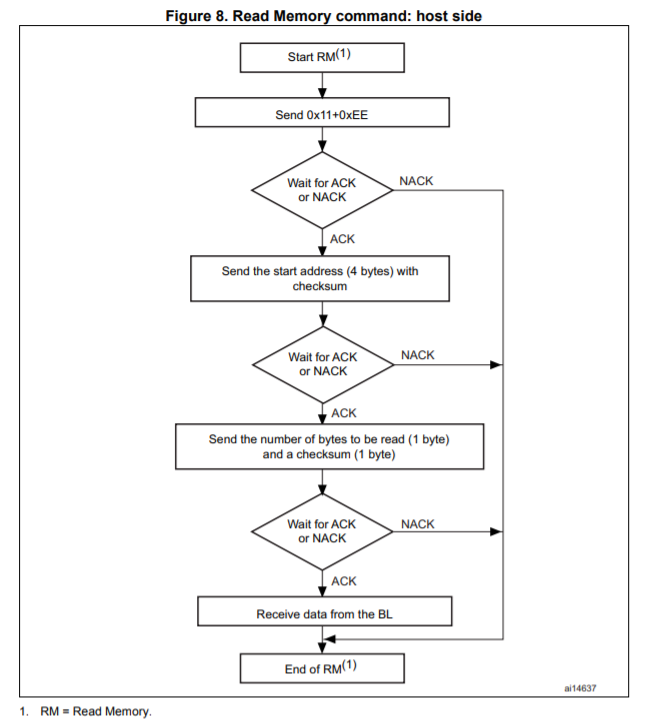 Figure 8. Read Memory command: host side
Start RM(1)
Send 0x11+0xEE
Wait for ACK
or NACK
NACK
ACK
Send the start address (4 bytes) with
checksum
Wait for ACK
or NACK
NACK
ACK
Send the number of bytes to be read (1 byte)
and a checksum (1 byte)
Wait for ACK
or NACK
NACK
ACK
Receive data from the BL
End of RM(1)
ai14637
1. RM = Read Memory.